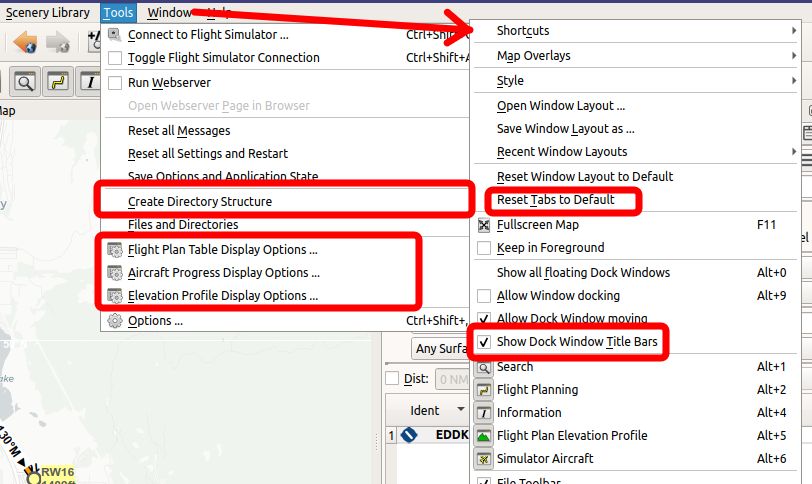 Scenery Library Tools Window Help
Connect to Flight Simulator ... Ctrl+Shift+
Toggle Flight Simulator Connection Ctrl+Shift+A
Run Webserver
Open Webserver Page in Browser
Reset all Messages
Reset all Settings and Restart
Save Options and Application State
Create Directory Structure
Files and Directories
Flight Plan Table Display Options ...
Aircraft Progress Display Options ...
Elevation Profile Display Options ...
Options ... Ctrl+Shift+,
Shortcuts
Map Overlays
Style
Open Window Layout ...
Save Window Layout as ...
Recent Window Layouts
Reset Window Layout to Default
Reset Tabs to Default
Fullscreen Map F11
Keep in Foreground
Show all floating Dock Windows Alt+0
Allow Window docking Alt+9
Allow Dock Window moving
Show Dock Window Title Bars
Search Alt+1
Flight Planning Alt+2
Information Alt+4
Flight Plan Elevation Profile Alt+5
Simulator Aircraft Alt+6
File Toolbar
Map
Any Surfa
Dist: 0 NM
Ident
1 EDDK
130°M
RW16